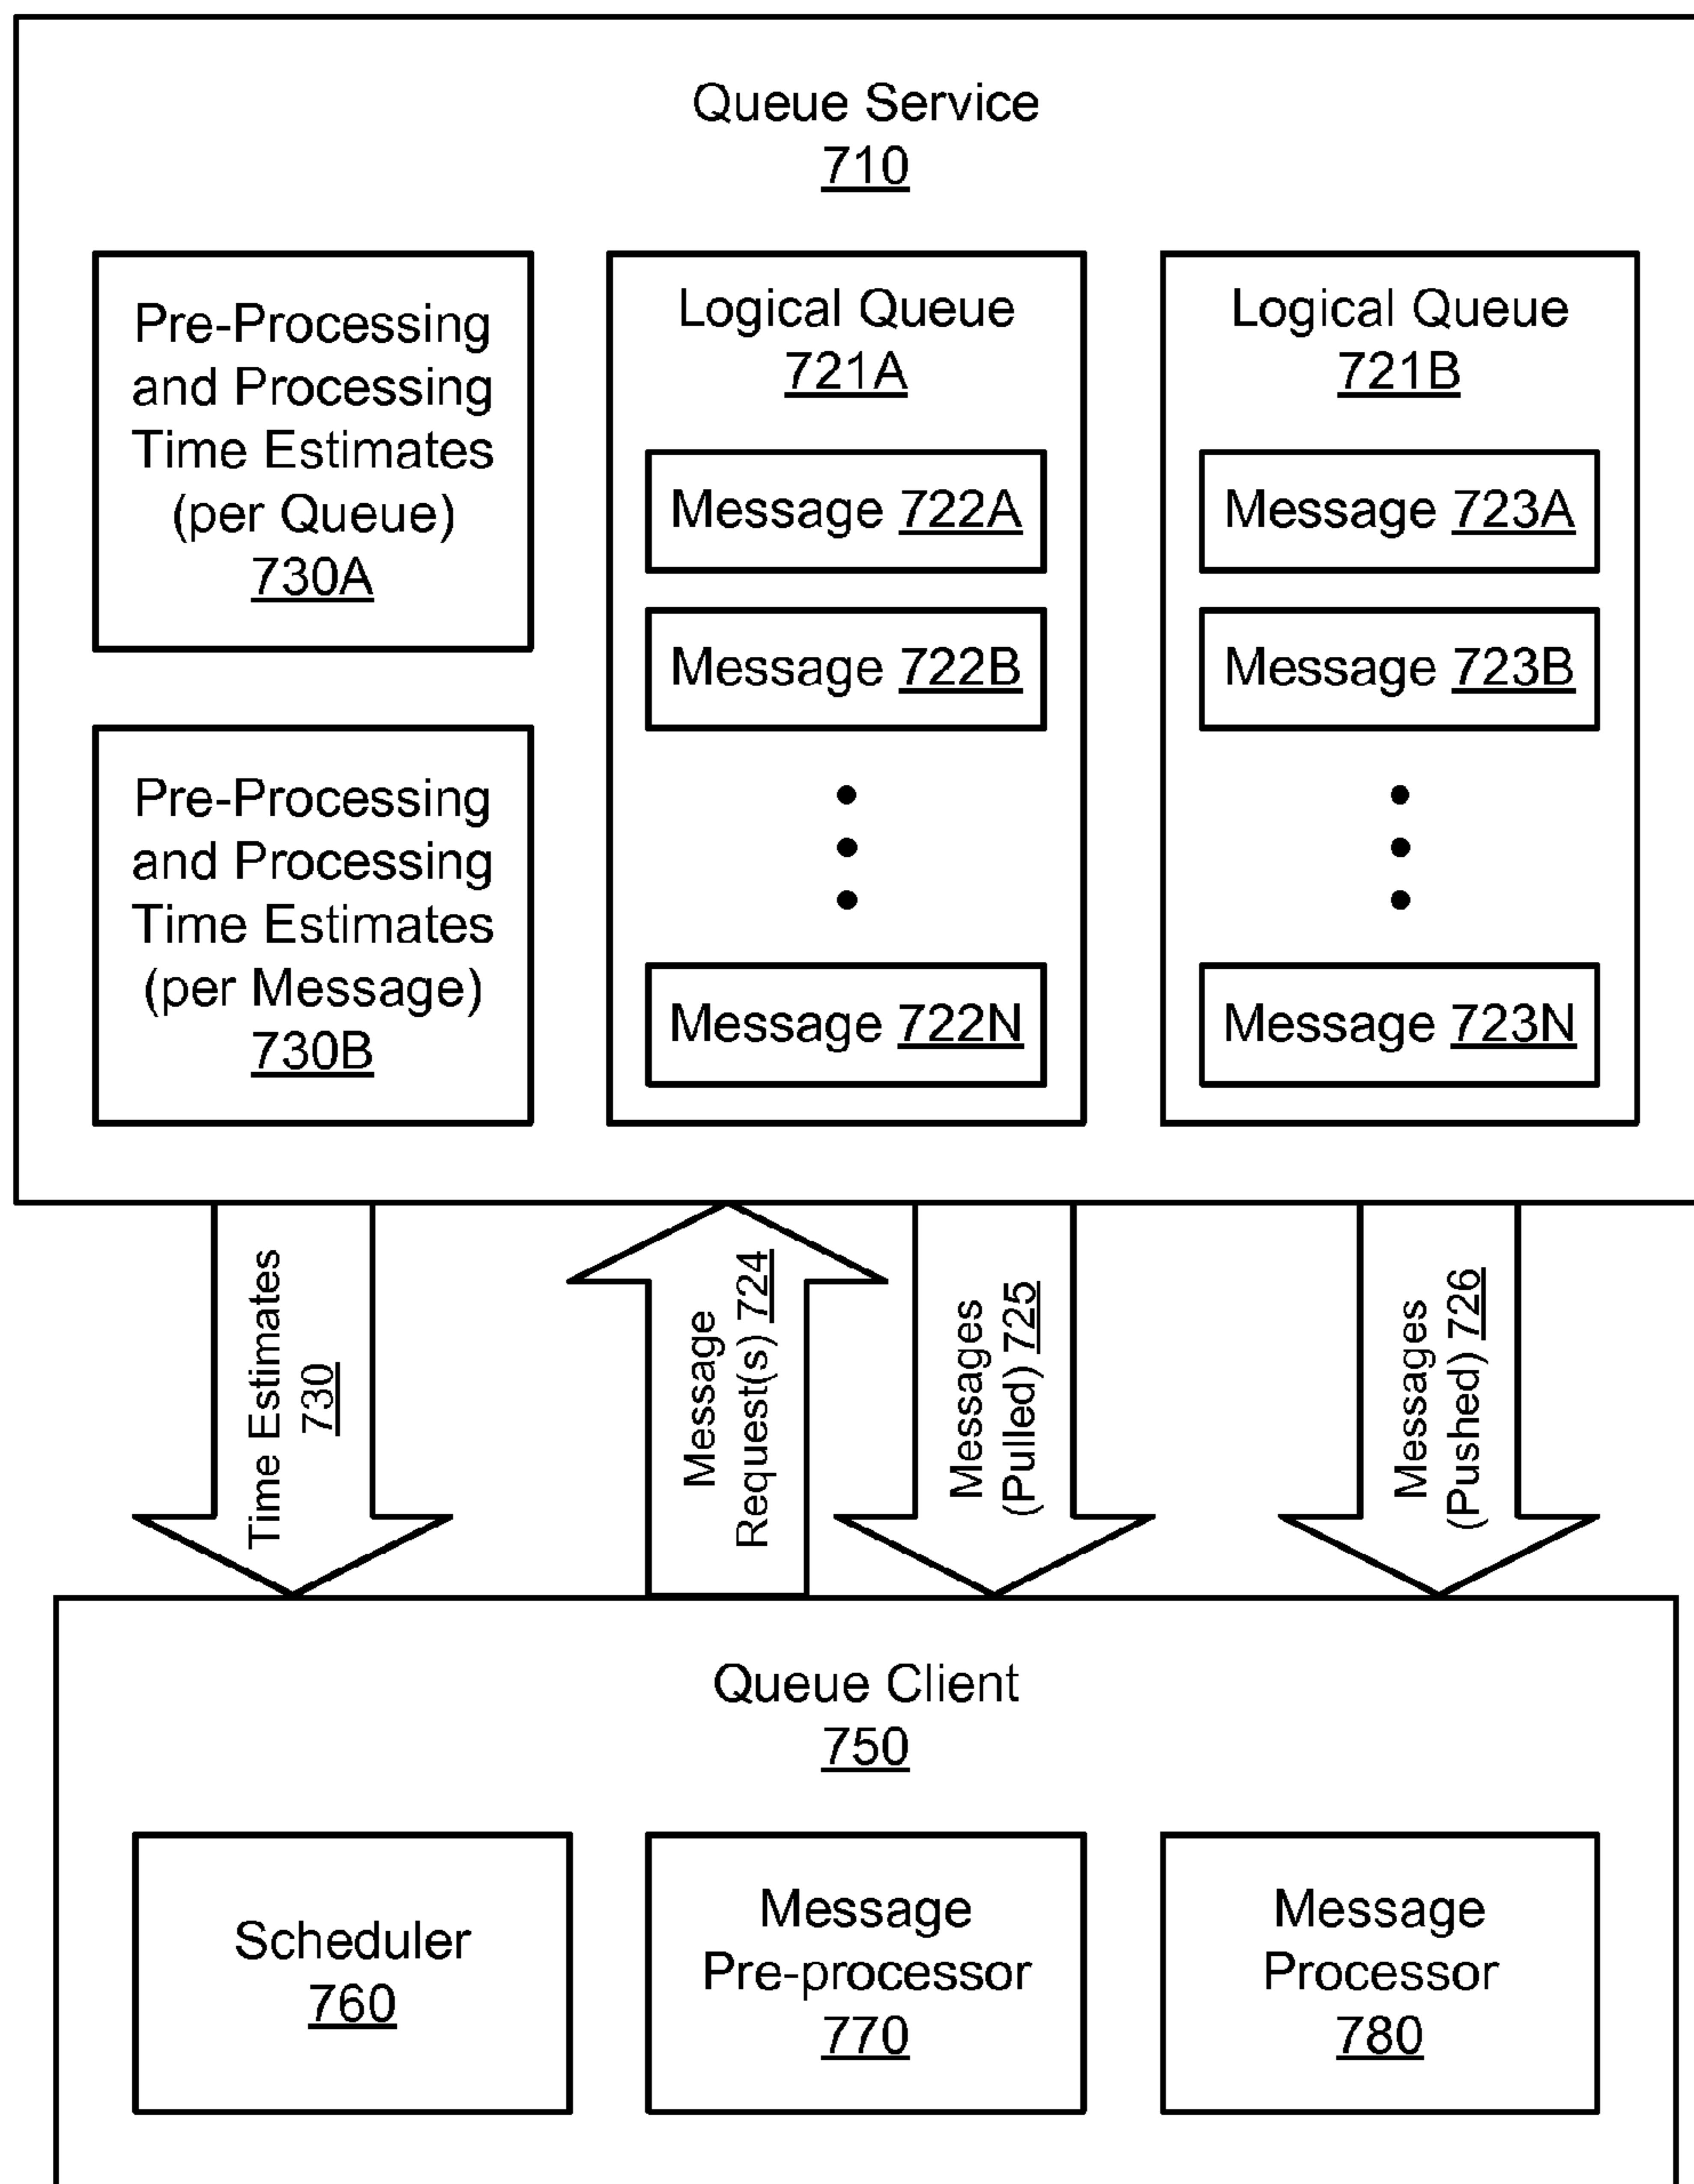 Queue Service
710
Pre-Processing
and Processing
Time Estimates
(per Queue)
730A
Pre-Processing
and Processing
Time Estimates
(per Message)
730B
Logical Queue
721A
Message 722A
Message 722B
Message 722N
Logical Queue
721B
Message 723A
Message 723B
Message 723N
Time Estimates
730
Message
Request(s) 724
Messages
(Pulled) 725
Messages
(Pushed) 726
Queue Client
750
Scheduler
760
Message
Pre-processor
770
Message
Processor
780